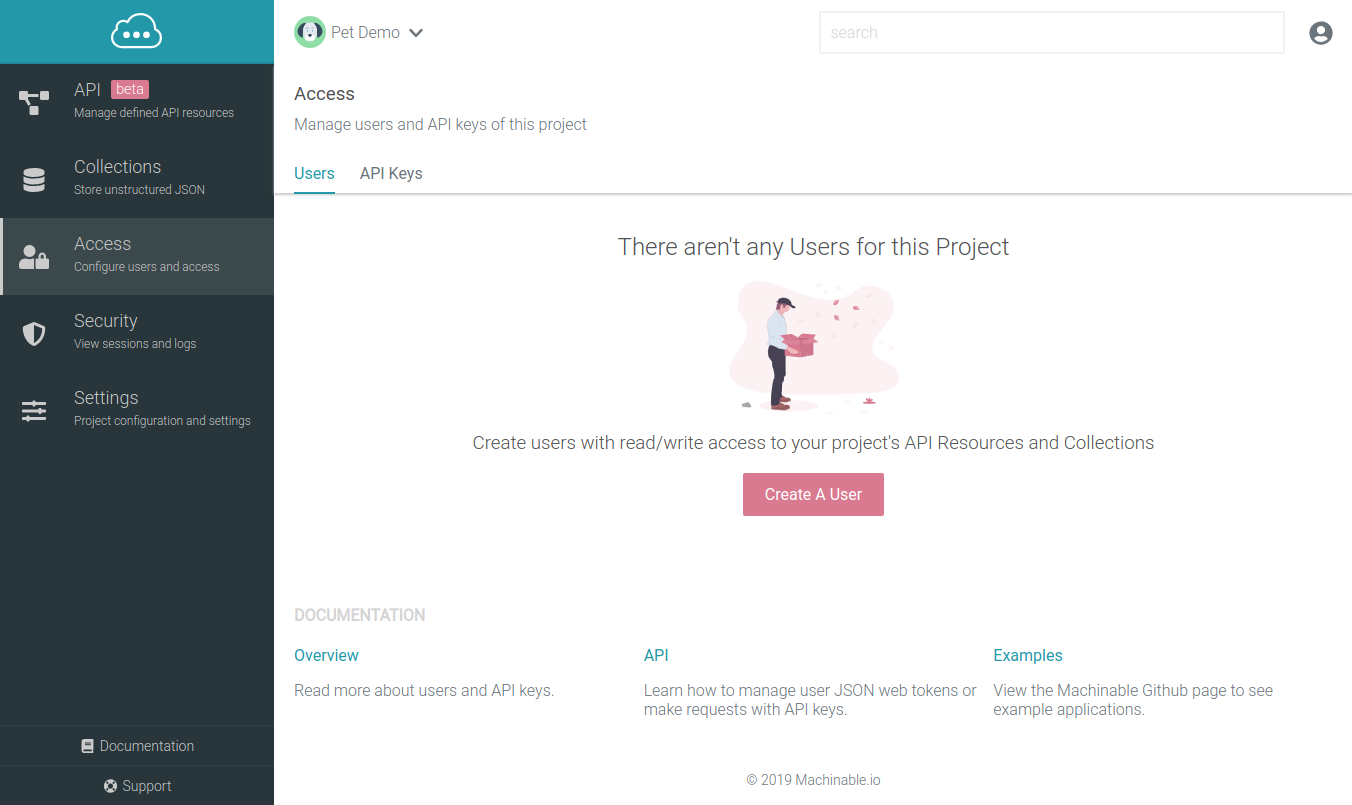 API beta
Manage defined API resources
Collections
Store unstructured JSON
Access
Configure users and access
Security
View sessions and logs
Settings
Project configuration and settings
Documentation
Support
Pet Demo
search
Access
Manage users and API keys of this project
Users API Keys
There aren't any Users for this Project
Create users with read/write access to your project's API Resources and Collections
Create A User
DOCUMENTATION
Overview
Read more about users and API keys.
API
Learn how to manage user JSON web tokens or
make requests with API keys.
Examples
View the Machinable Github page to see
example applications.
© 2019 Machinable.io